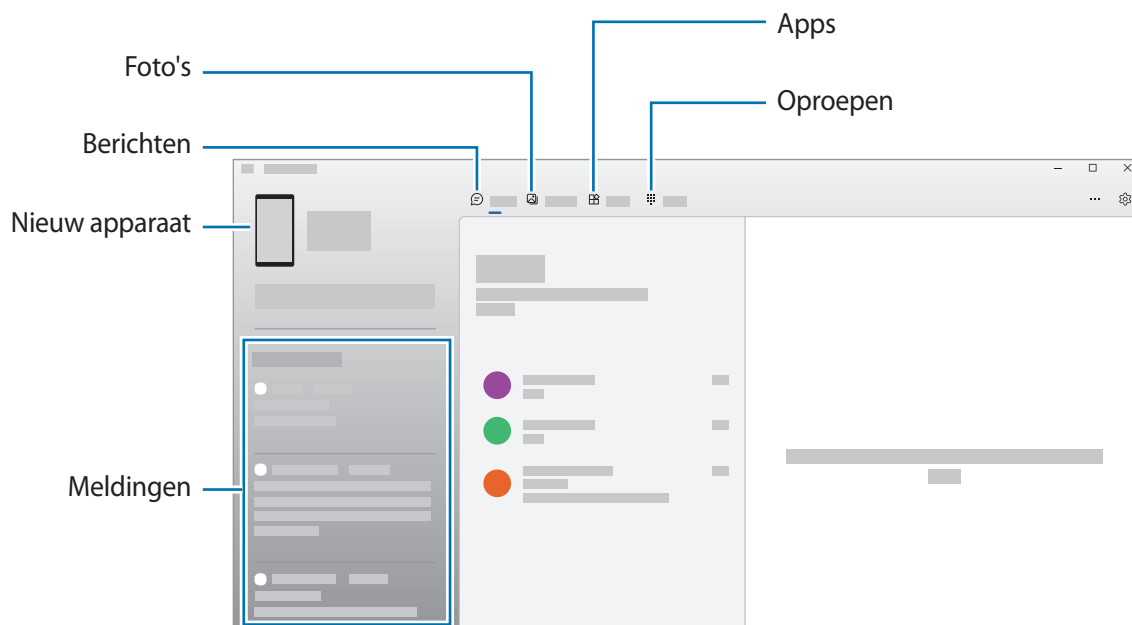 Apps
Foto's
Oproepen
Berichten
Nieuw apparaat
Meldingen